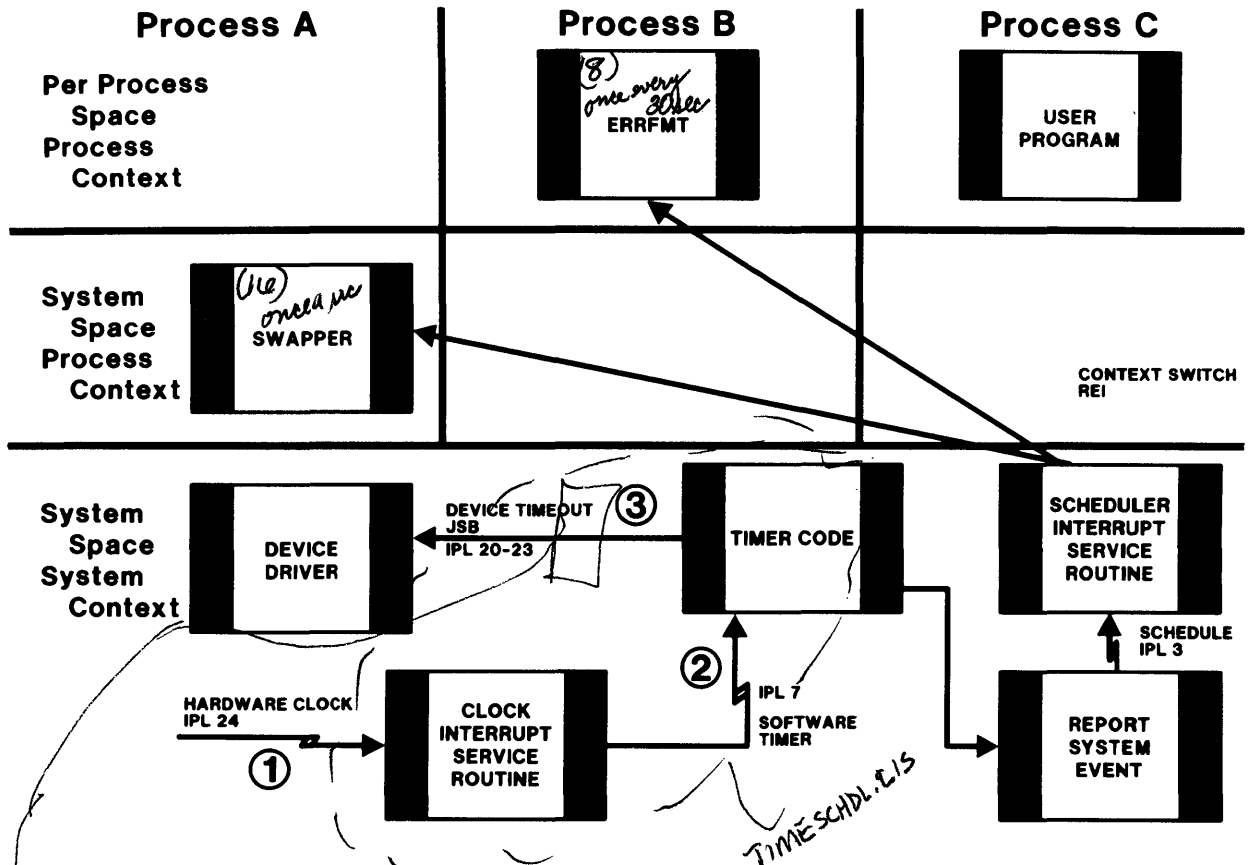 Process A
Process B
Process C
Per Process
Space
Process
Context
(8)
once every
30sec
ERRFMT
USER
PROGRAM
System
Space
Process
Context
(16)
once a sec
SWAPPER
CONTEXT SWITCH
REI
System
Space
System
Context
DEVICE
DRIVER
DEVICE TIMEOUT
JSB
IPL 20-23
③
TIMER CODE
SCHEDULER
INTERRUPT
SERVICE
ROUTINE
SCHEDULE
IPL 3
②
IPL 7
SOFTWARE
TIMER
HARDWARE CLOCK
IPL 24
①
CLOCK
INTERRUPT
SERVICE
ROUTINE
REPORT
SYSTEM
EVENT
TIMESCHDL.LIS